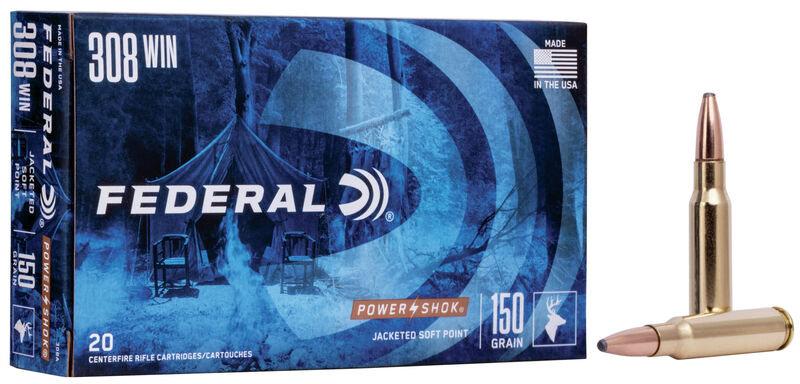 308 WIN
MADE
IN THE USA
FEDERAL®
POWER SHOK®
JACKETED SOFT POINT
150
GRAIN
20
CENTERFIRE RIFLE CARTRIDGES/CARTOUCHES
MADE IN THE USA
308 WIN
FEDERAL
JACKETED
SOFT
POINT
150
GRAIN
POWER SHOK®
308A